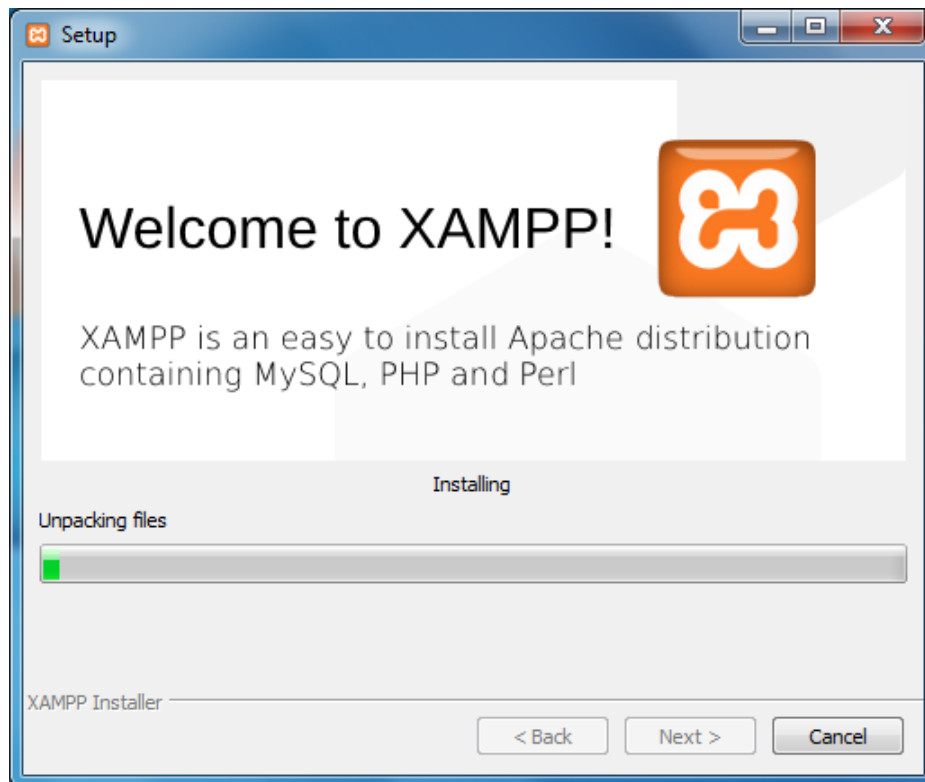 Setup
Welcome to XAMPP!
XAMPP is an easy to install Apache distribution
containing MySQL, PHP and Perl
Installing
Unpacking files
XAMPP Installer
< Back Next > Cancel